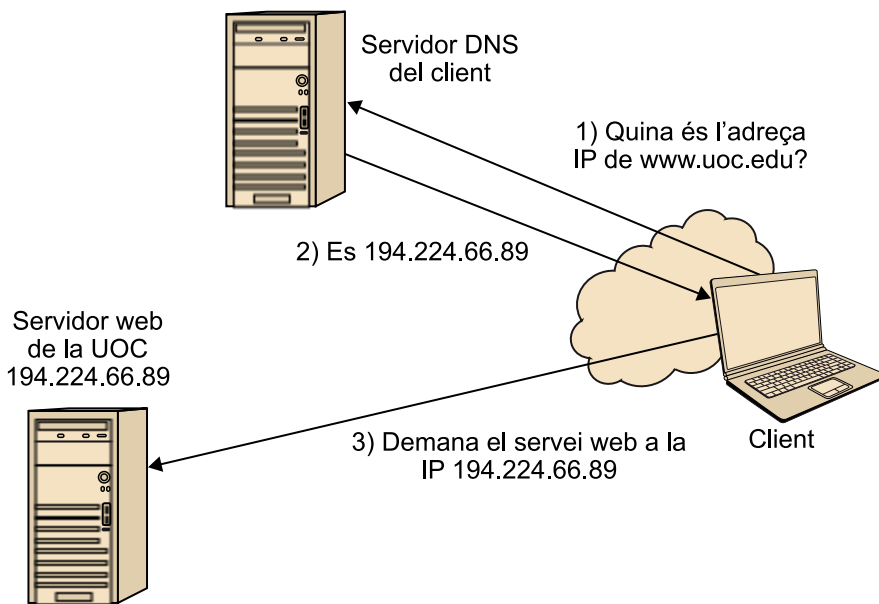 Servidor DNS
del client
1) Quina és l’adreça
IP de www.uoc.edu?
2) Es 194.224.66.89
Servidor web
de la UOC
194.224.66.89
3) Demana el servei web a la
IP 194.224.66.89
Client